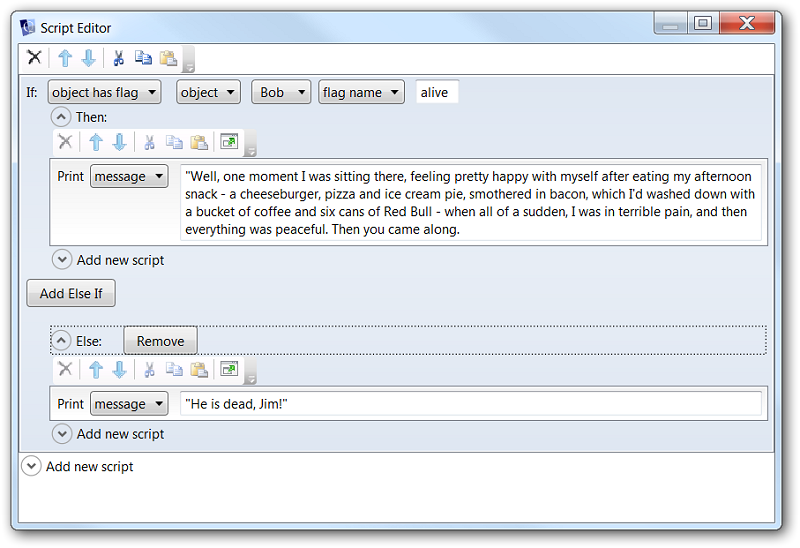 Script Editor
If: object has flag object Bob flag name alive
Then:
Print message "Well, one moment I was sitting there, feeling pretty happy with myself after eating my afternoon
snack - a cheeseburger, pizza and ice cream pie, smothered in bacon, which I'd washed down with
a bucket of coffee and six cans of Red Bull - when all of a sudden, I was in terrible pain, and then
everything was peaceful. Then you came along.
Add new script
Add Else If
Else: Remove
Print message "He is dead, Jim!"
Add new script
Add new script